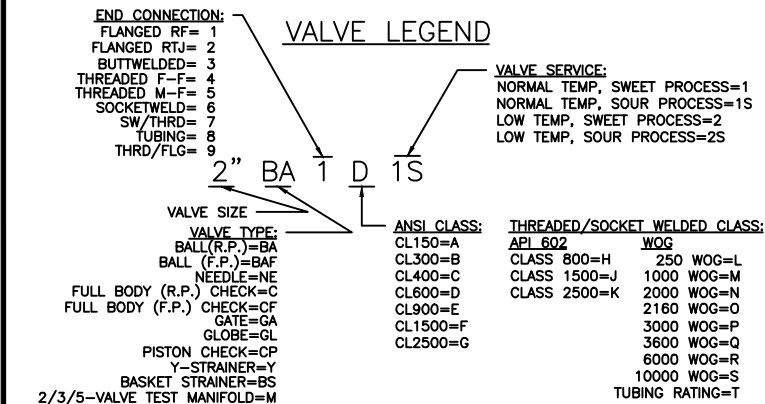 VALVE LEGEND
END CONNECTION:
FLANGED RF= 1
FLANGED RTJ= 2
BUTTWELDED= 3
THREADED F-F= 4
THREADED M-F= 5
SOCKETWELD= 6
SW/THRD= 7
TUBING= 8
THRD/FLG= 9
VALVE SERVICE:
NORMAL TEMP, SWEET PROCESS=1
NORMAL TEMP, SOUR PROCESS=1S
LOW TEMP, SWEET PROCESS=2
LOW TEMP, SOUR PROCESS=2S
2" BA 1 D 1S
VALVE SIZE
VALVE TYPE:
BALL(R.P.)=BA
BALL (F.P.)=BAF
NEEDLE=NE
FULL BODY (R.P.) CHECK=C
FULL BODY (F.P.) CHECK=CF
GATE=GA
GLOBE=GL
PISTON CHECK=CP
Y-STRAINER=Y
BASKET STRAINER=BS
2/3/5-VALVE TEST MANIFOLD=M
ANSI CLASS:
CL150=A
CL300=B
CL400=C
CL600=D
CL900=E
CL1500=F
CL2500=G
THREADED/SOCKET WELDED CLASS:
API 602
CLASS 800=H
CLASS 1500=J
CLASS 2500=K
WOG
250 WOG=L
1000 WOG=M
2000 WOG=N
2160 WOG=O
3000 WOG=P
3600 WOG=Q
6000 WOG=R
10000 WOG=S
TUBING RATING=T